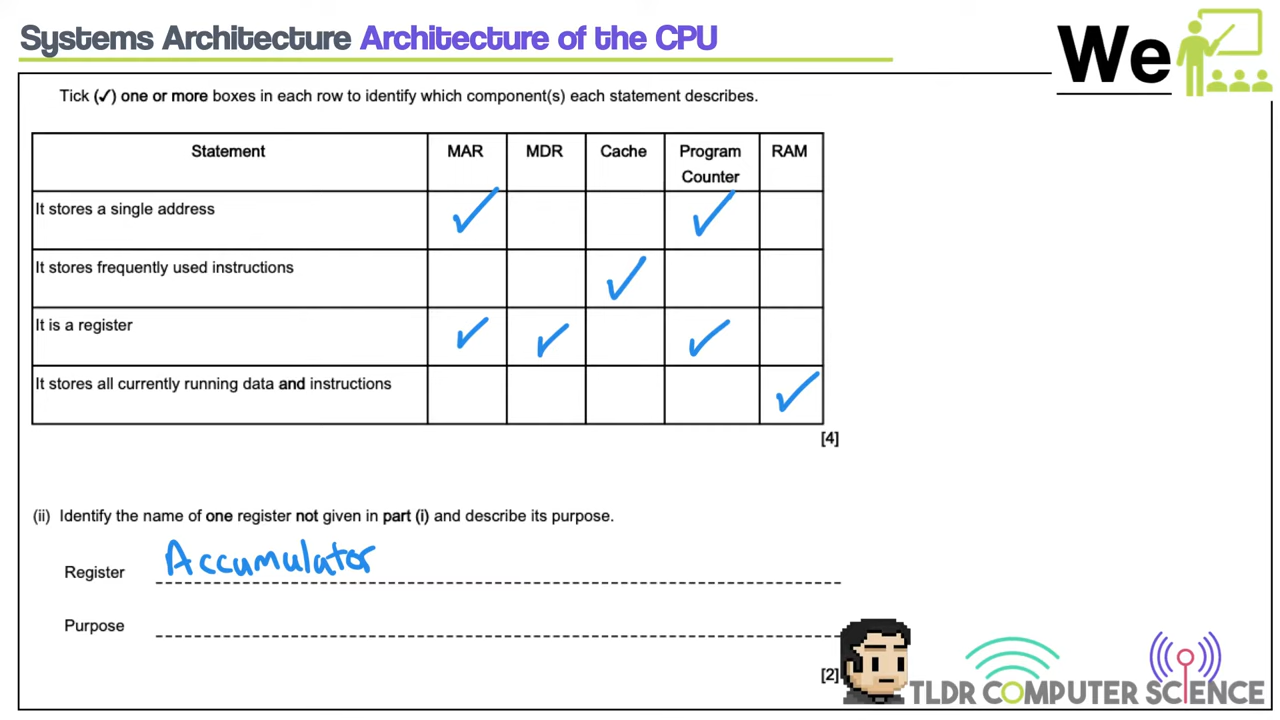 Systems Architecture Architecture of the CPU
We
Tick (✓) one or more boxes in each row to identify which component(s) each statement describes.
Statement MAR MDR Cache Program Counter RAM
It stores a single address ✓ ✓
It stores frequently used instructions ✓
It is a register ✓ ✓ ✓
It stores all currently running data and instructions ✓
[4]
(ii) Identify the name of one register not given in part (i) and describe its purpose.
Register Accumulator
Purpose
[2]
TLDR COMPUTER SCIENCE